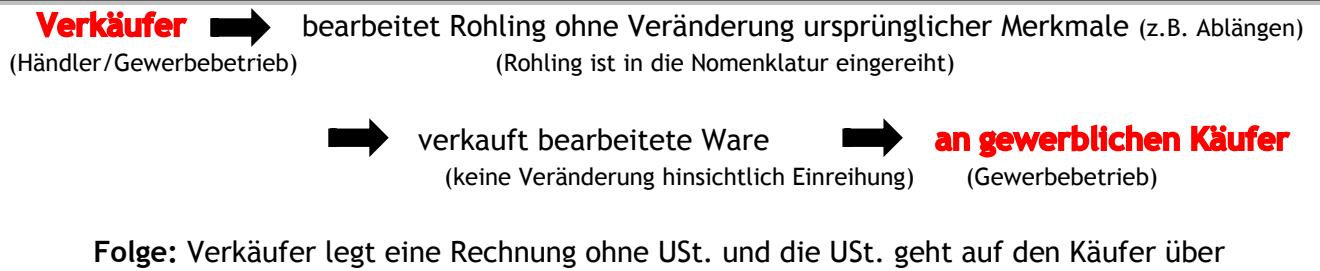 Verkäufer bearbeitet Rohling ohne Veränderung ursprünglicher Merkmale (z.B. Ablängen)
(Händler/Gewerbebetrieb) (Rohling ist in die Nomenklatur eingereiht)
verkauft bearbeitete Ware an gewerblichen Käufer
(keine Veränderung hinsichtlich Einreihung) (Gewerbebetrieb)
Folge: Verkäufer legt eine Rechnung ohne USt. und die USt. geht auf den Käufer über